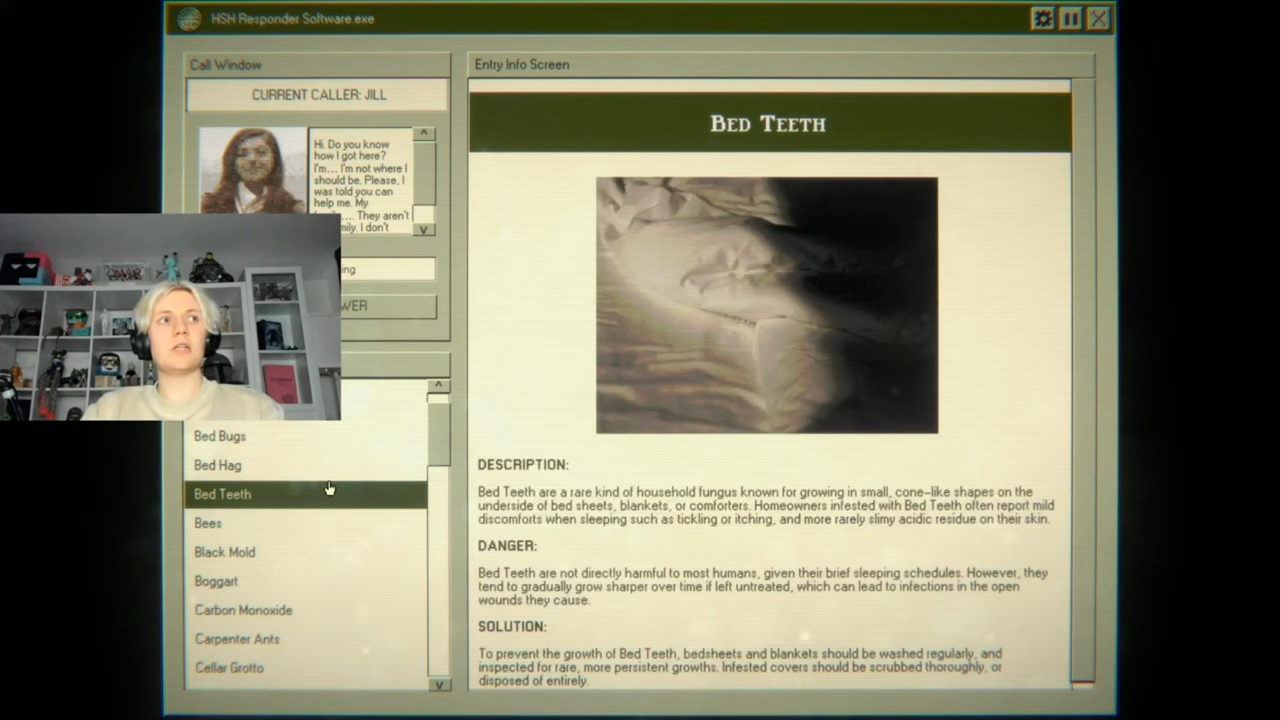 HSH Responder Software.exe
Call Window
CURRENT CALLER: JILL
Hi. Do you know
how I got here?
I'm... I'm not where I
should be. Please, I
was told you can
help me. My
.... They aren't
I don't
Bed Bugs
Bed Hag
Bed Teeth
Bees
Black Mold
Boggart
Carbon Monoxide
Carpenter Ants
Cellar Grotto
Entry Info Screen
BED TEETH
DESCRIPTION:
Bed Teeth are a rare kind of household fungus known for growing in small, cone-like shapes on the
underside of bed sheets, blankets, or comforters. Homeowners infested with Bed Teeth often report mild
discomforts when sleeping such as tickling or itching, and more rarely slimy acidic residue on their skin.
DANGER:
Bed Teeth are not directly harmful to most humans, given their brief sleeping schedules. However, they
tend to gradually grow sharper over time if left untreated, which can lead to infections in the open
wounds they cause.
SOLUTION:
To prevent the growth of Bed Teeth, bedsheets and blankets should be washed regularly, and
inspected for rare, more persistent growths. Infested covers should be scrubbed thoroughly, or
disposed of entirely.